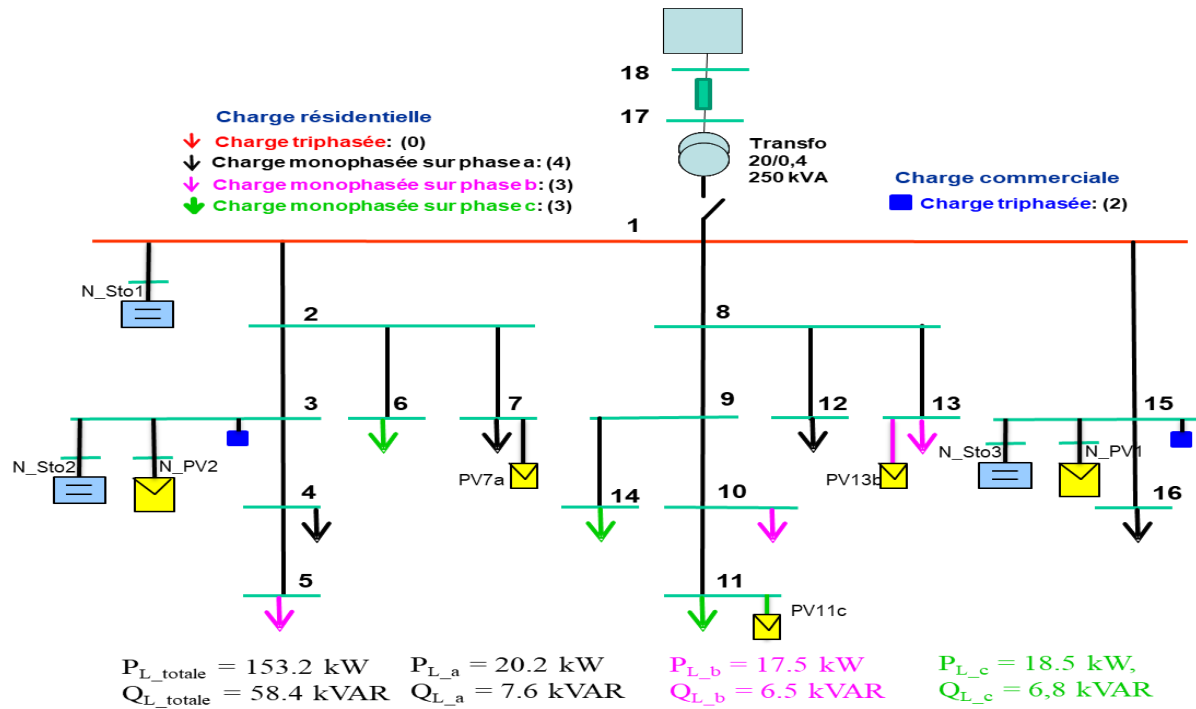 18
17
Charge résidentielle
Charge triphasée: (0)
Charge monophasée sur phase a: (4)
Charge monophasée sur phase b: (3)
Charge monophasée sur phase c: (3)
Transfo
20/0,4
250 kVA
Charge commerciale
Charge triphasée: (2)
1
N_Sto1
2
8
3
6
7
9
12
13
15
N_Sto2
N_PV2
PV7a
PV13b
N_Sto3
N_PV1
4
14
10
16
5
11
PV11c
P_L_totale = 153.2 kW
Q_L_totale = 58.4 kVAR
P_L_a = 20.2 kW
Q_L_a = 7.6 kVAR
P_L_b = 17.5 kW
Q_L_b = 6.5 kVAR
P_L_c = 18.5 kW,
Q_L_c = 6,8 kVAR